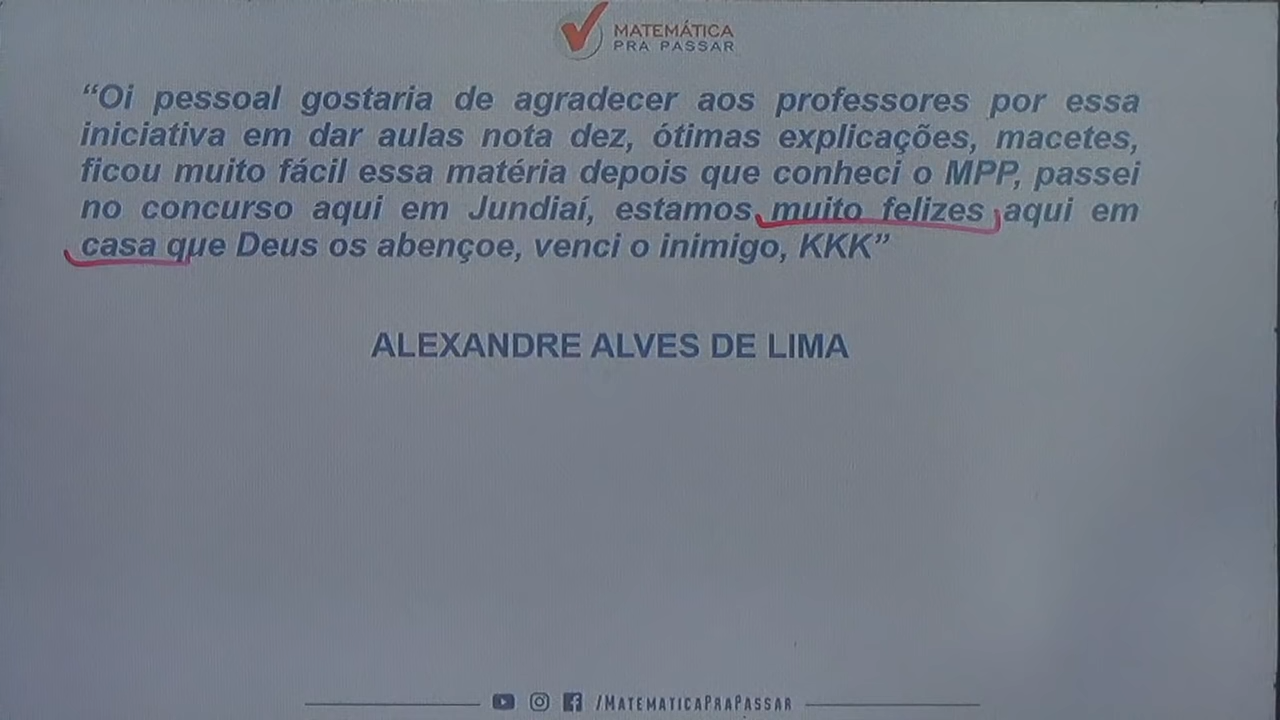 MATEMÁTICA
PRA PASSAR
“Oi pessoal gostaria de agradecer aos professores por essa
iniciativa em dar aulas nota dez, ótimas explicações, macetes,
ficou muito fácil essa matéria depois que conheci o MPP, passei
no concurso aqui em Jundiaí, estamos muito felizes aqui em
casa que Deus os abençoe, venci o inimigo, KKK”
ALEXANDRE ALVES DE LIMA
/MATEMATICAPRAPASSAR